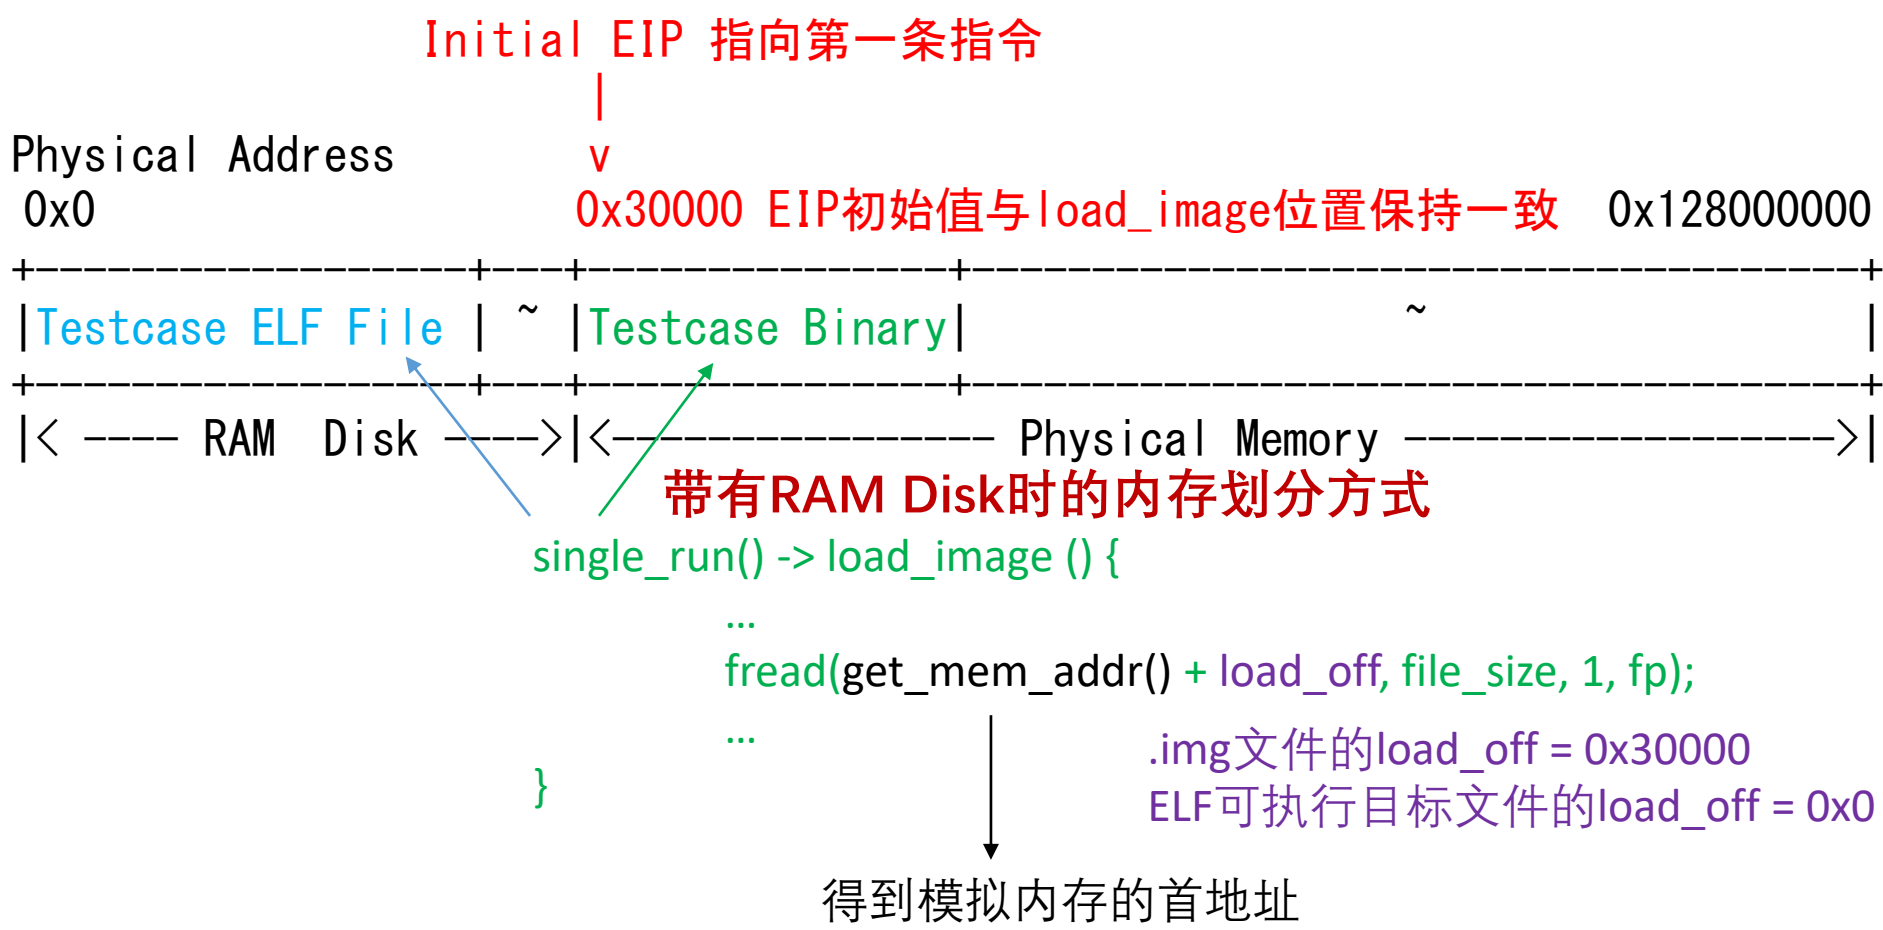 Initial EIP 指向第一条指令
|
Physical Address v
0x0 0x30000 EIP初始值与load_image位置保持一致 0x128000000
+------------------+---+---------------+-------------------------------------+
|Testcase ELF File | ~ |Testcase Binary| ~ |
+------------------+---+---------------+-------------------------------------+
|< ---- RAM Disk ---->|<---------------- Physical Memory ------------------>|
带有RAM Disk时的内存划分方式
single_run() -> load_image () {
…
fread(get_mem_addr() + load_off, file_size, 1, fp);
…
.img文件的load_off = 0x30000
}
ELF可执行目标文件的load_off = 0x0
得到模拟内存的首地址